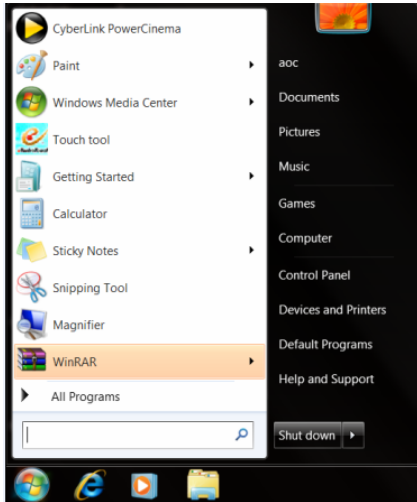 CyberLink PowerCinema
Paint
Windows Media Center
Touch tool
Getting Started
Calculator
Sticky Notes
Snipping Tool
Magnifier
WinRAR
All Programs
aoc
Documents
Pictures
Music
Games
Computer
Control Panel
Devices and Printers
Default Programs
Help and Support
Shut down